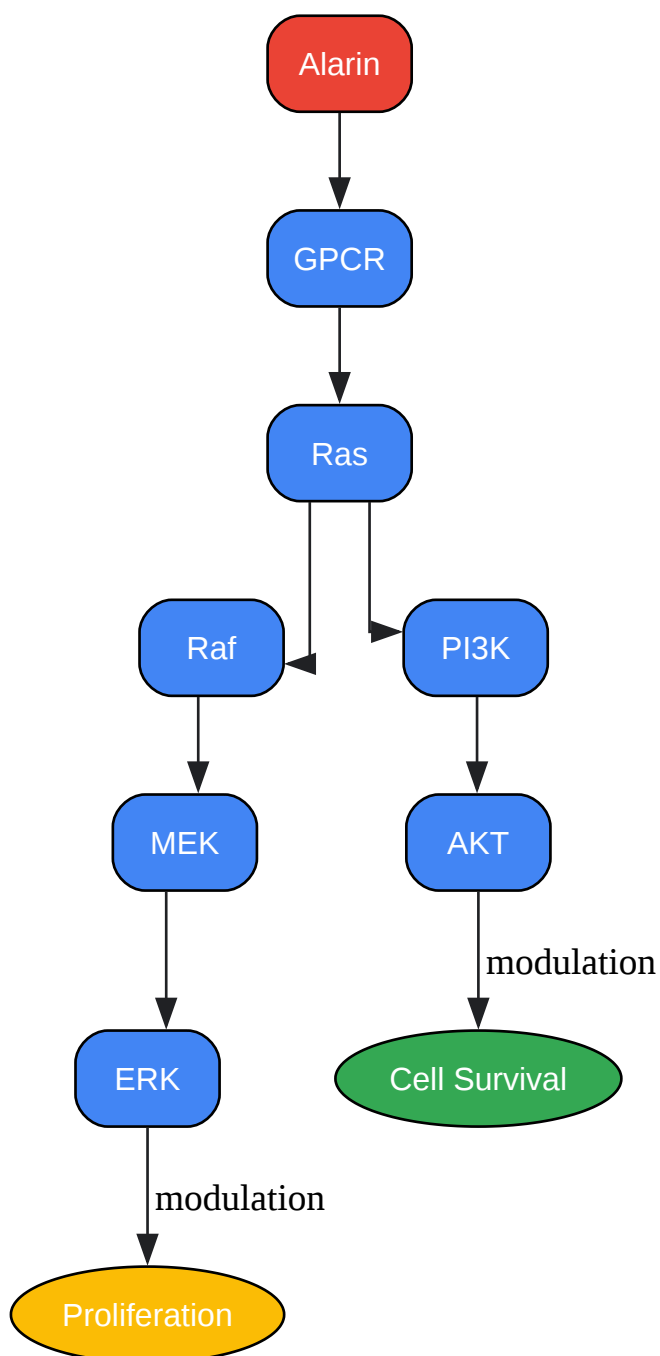 Alarin
GPCR
Ras
Raf
PI3K
MEK
AKT
modulation
ERK
Cell Survival
modulation
Proliferation